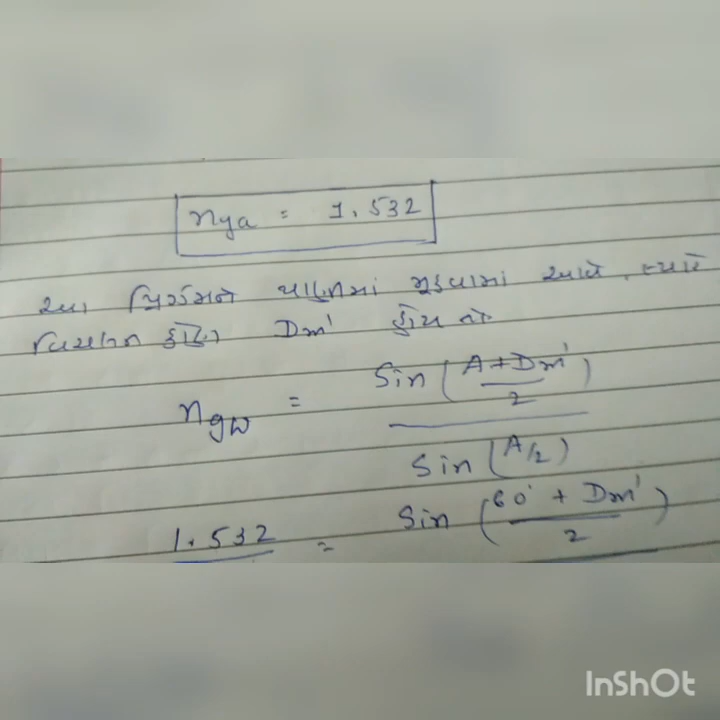 nga = 1.532
આ પ્રિઝમને પાણીમાં મૂકવામાં આવે ત્યારે
વિચલન કોણ Dm' હોય તો
ngw = Sin (A + Dm' / 2) / Sin (A/2)
1.532 = Sin (60° + Dm' / 2)
InShOt